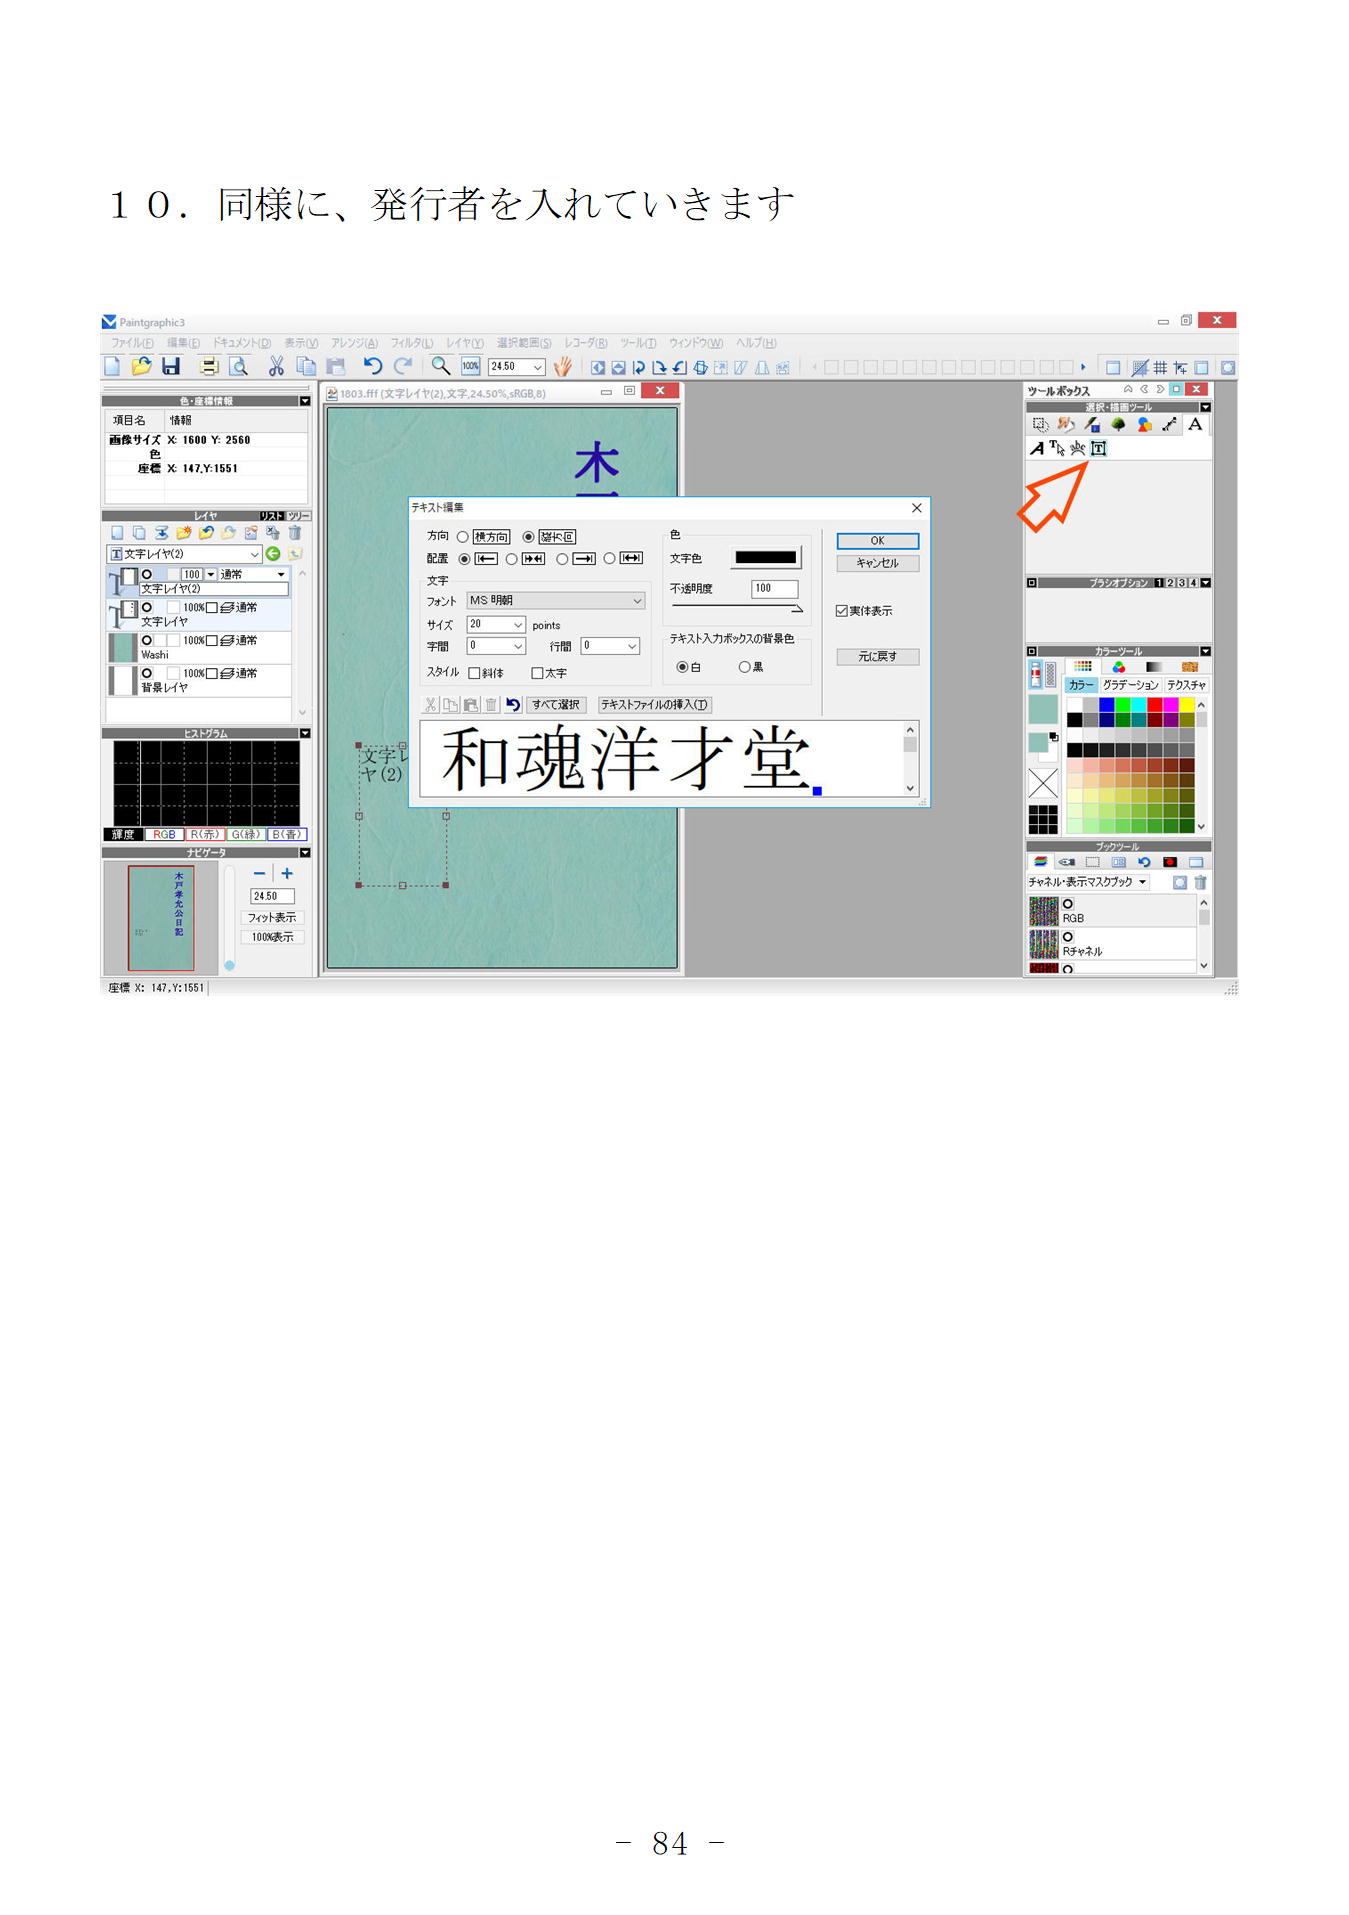 １０．同様に、発行者を入れていきます
Paintgraphic3
ファイル(F) 編集(E) ドキュメント(D) 表示(V) アレンジ(A) フィルタ(L) レイヤ(Y) 選択範囲(S) レコーダ(R) ツール(T) ウィンドウ(W) ヘルプ(H)
100% 24.50
色・座標情報
項目名 情報
画像サイズ X: 1600 Y: 2560
色
座標 X: 147,Y:1551
レイヤ リスト ツリー
文字レイヤ(2)
100 通常
文字レイヤ(2)
100% 通常
文字レイヤ
100% 通常
Washi
100% 通常
背景レイヤ
ヒストグラム
輝度 RGB R(赤) G(緑) B(青)
ナビゲータ
木戸孝允公日記
24.50
フィット表示
100%表示
座標 X: 147,Y:1551
1803.fff (文字レイヤ(2),文字,24.50%,sRGB,8)
木
文字レ
ヤ(2)
テキスト編集
方向 横方向
配置
文字
フォント MS 明朝
サイズ 20 points
字間 0 行間 0
スタイル 斜体 太字
色
文字色
不透明度 100
テキスト入力ボックスの背景色
白 黒
OK
キャンセル
実体表示
元に戻す
すべて選択 テキストファイルの挿入(T)
和魂洋才堂
ツールボックス
選択・描画ツール
ブラシオプション 1 2 3 4
カラーツール
カラー グラデーション テクスチャ
ブックツール
チャネル・表示マスクブック
RGB
Rチャネル
- 84 -